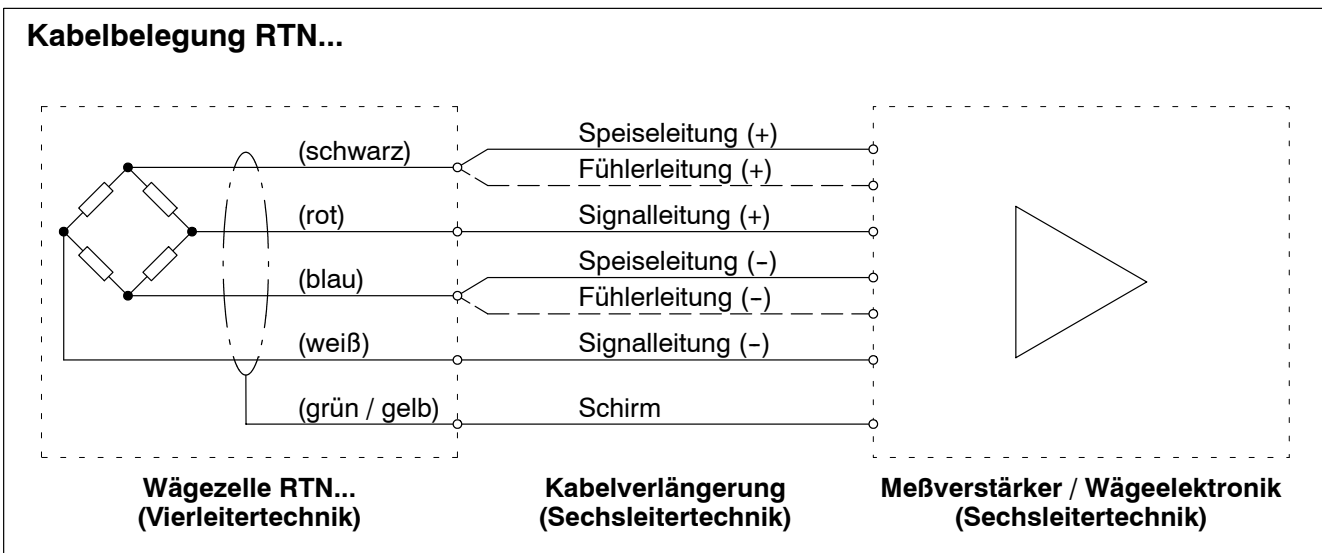 Kabelbelegung RTN...
(schwarz)
Speiseleitung (+)
Fühlerleitung (+)
(rot)
Signalleitung (+)
Speiseleitung (-)
(blau)
Fühlerleitung (-)
(weiß)
Signalleitung (-)
(grün / gelb)
Schirm
Wägezelle RTN...
(Vierleitertechnik)
Kabelverlängerung
(Sechsleitertechnik)
Meßverstärker / Wägeelektronik
(Sechsleitertechnik)